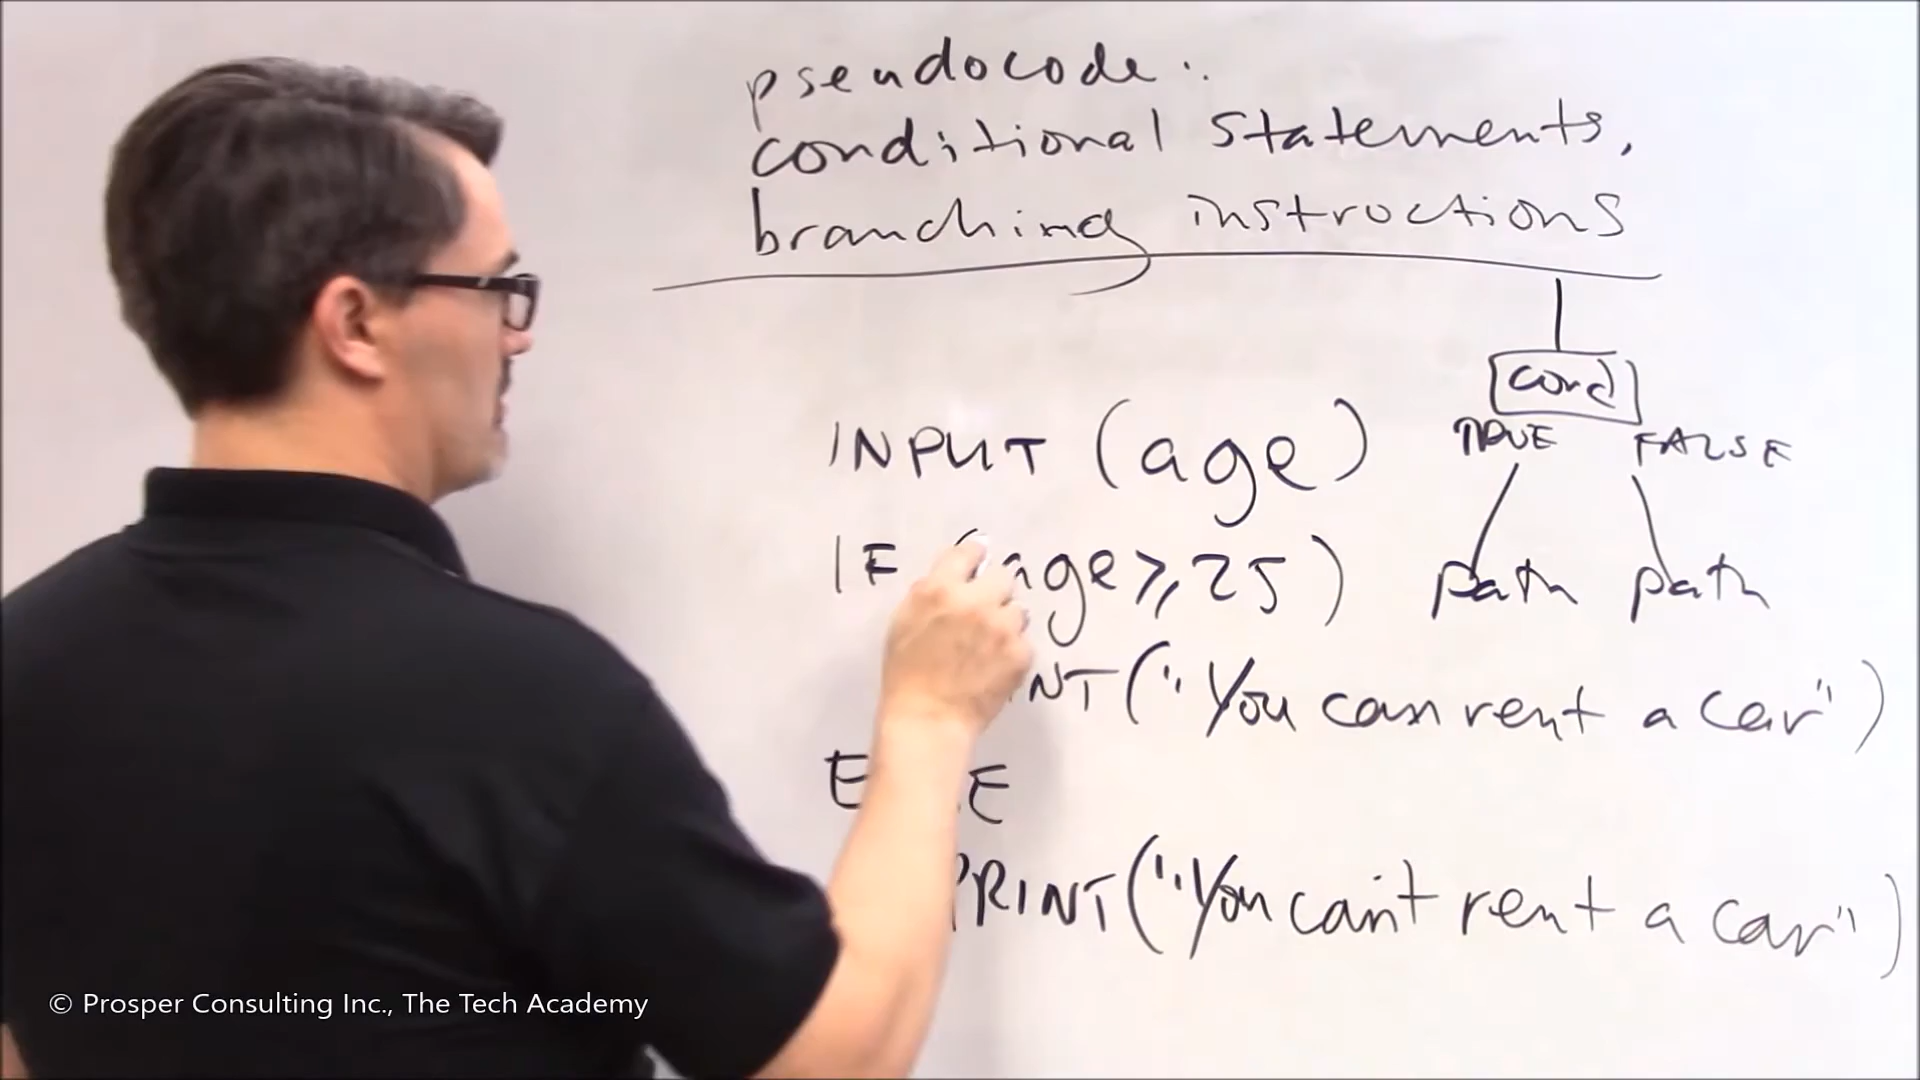 pseudocode:
conditional statements,
branching instructions
cond
TRUE FALSE
path path
INPUT (age)
IF (age ≥ 25)
NT("You can rent a car")
E E
PRINT("You can't rent a car")
© Prosper Consulting Inc., The Tech Academy